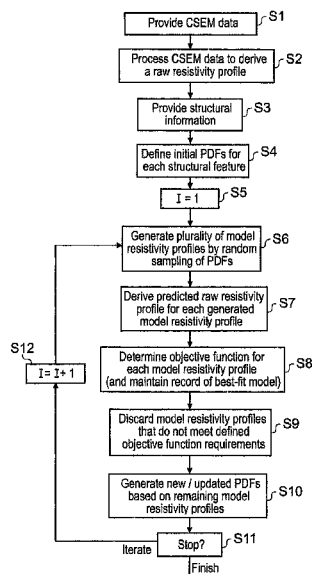 Provide CSEM data
S1
Process CSEM data to derive
a raw resistivity profile
S2
Provide structural
information
S3
Define initial PDFs for
each structural feature
S4
I = 1
S5
Generate plurality of model
resistivity profiles by random
sampling of PDFs
S6
Derive predicted raw resistivity
profile for each generated
model resistivity profile
S7
Determine objective function for
each model resistivity profile
(and maintain record of best-fit model)
S8
Discard model resistivity profiles
that do not meet defined
objective function requirements
S9
Generate new / updated PDFs
based on remaining model
resistivity profiles
S10
Stop?
S11
Iterate
Finish
S12
I = I + 1